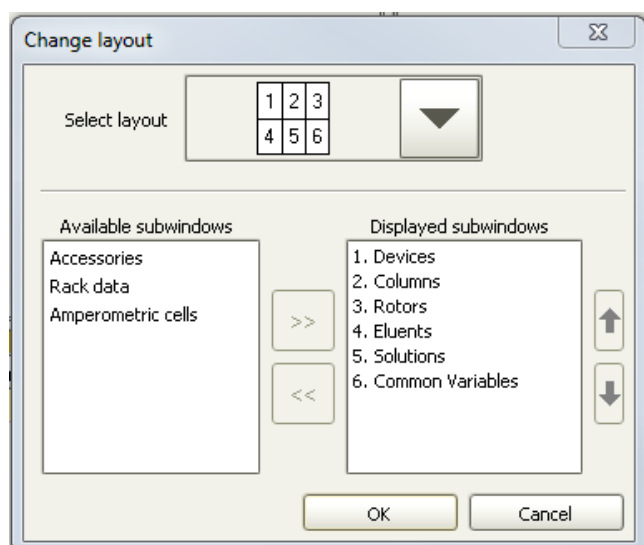 Change layout
Select layout
1 2 3
4 5 6
Available subwindows
Accessories
Rack data
Amperometric cells
>>
<<
Displayed subwindows
1. Devices
2. Columns
3. Rotors
4. Eluents
5. Solutions
6. Common Variables
OK
Cancel